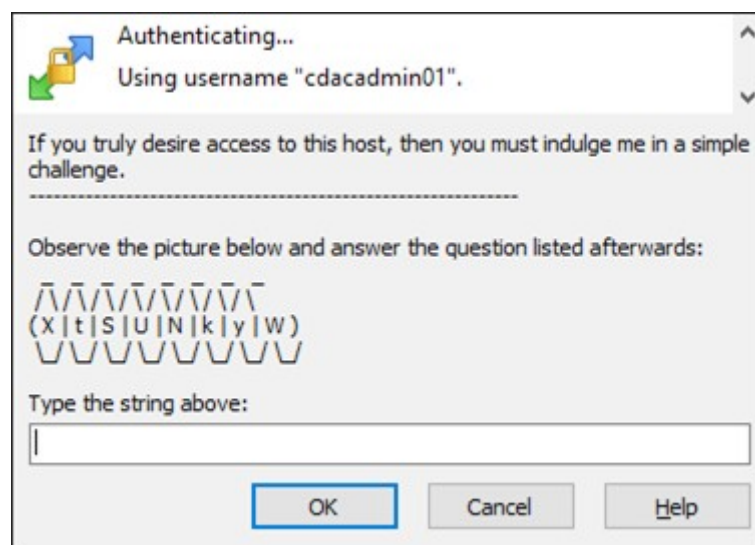 Authenticating...
Using username "cdacadmin01".
If you truly desire access to this host, then you must indulge me in a simple
challenge.
--------------------------------------------------------------
Observe the picture below and answer the question listed afterwards:
 _ _ _ _ _ _ _ _
/ \/ \/ \/ \/ \/ \/ \/ \
( X | t | S | U | N | k | y | W )
\_/\_/\_/\_/\_/\_/\_/\_/
Type the string above:
OK
Cancel
Help